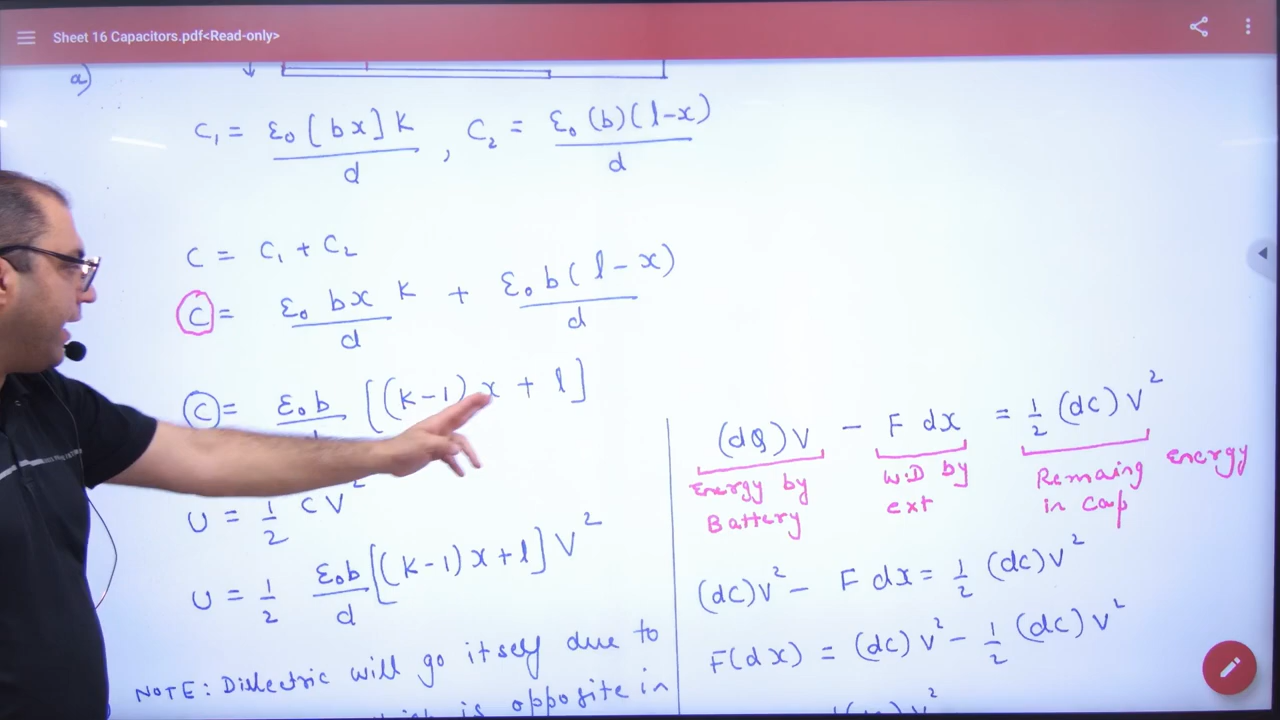 Sheet 16 Capacitors.pdf<Read-only>
a)
C₁ = ε₀ [bx] k / d , C₂ = ε₀ (b)(l-x) / d
C = C₁ + C₂
C = ε₀ bx k / d + ε₀ b (l-x) / d
C = ε₀ b [(k-1) x + l]
U = 1/2 C V²
U = 1/2 ε₀b / d [(k-1) x + l] V²
NOTE: Dillectric will go itself due to
is opposite in
(dQ)V - F dx = 1/2 (dc) V²
Energy by Battery
W.D by ext
Remaing energy in Cap
(dc)V² - F dx = 1/2 (dc) V²
F(dx) = (dc) V² - 1/2 (dc) V²